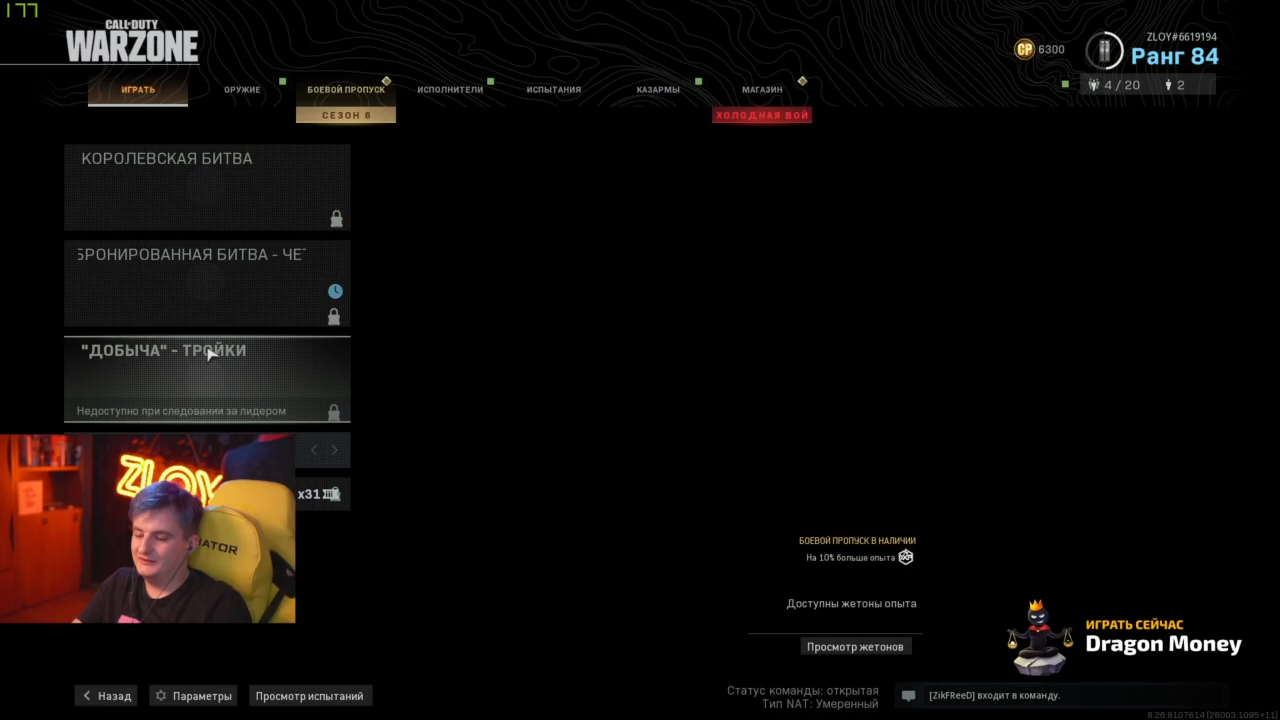 177
CALL·DUTY
WARZONE
CP 6300
ZLOY#6619194
Ранг 84
4 / 20
2
ИГРАТЬ
ОРУЖИЕ
БОЕВОЙ ПРОПУСК
ИСПОЛНИТЕЛИ
ИСПЫТАНИЯ
КАЗАРМЫ
МАГАЗИН
СЕЗОН 6
ХОЛОДНАЯ ВОЙ
КОРОЛЕВСКАЯ БИТВА
БРОНИРОВАННАЯ БИТВА - ЧЕТ
"ДОБЫЧА" - ТРОЙКИ
Недоступно при следовании за лидером
x31
ZLOY
БОЕВОЙ ПРОПУСК В НАЛИЧИИ
На 10% больше опыта
Доступны жетоны опыта
Просмотр жетонов
ИГРАТЬ СЕЙЧАС
Dragon Money
Назад
Параметры
Просмотр испытаний
Статус команды: открытая
Тип NAT: Умеренный
[ZikFReeD] входит в команду.